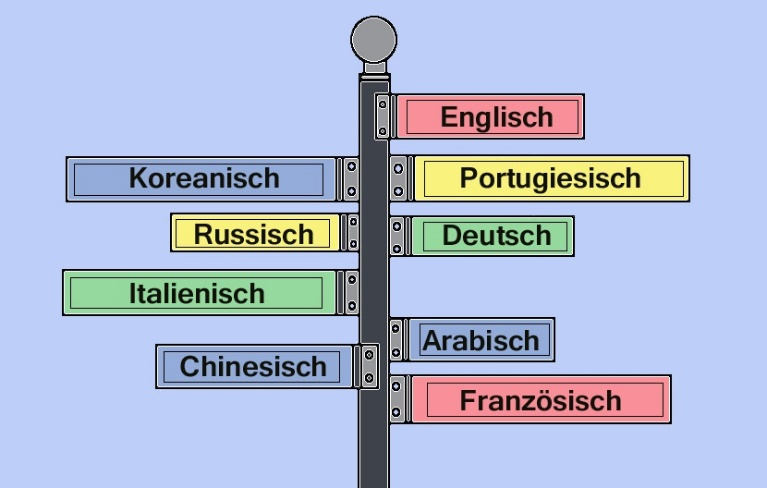 Englisch
Koreanisch
Portugiesisch
Russisch
Deutsch
Italienisch
Arabisch
Chinesisch
Französisch